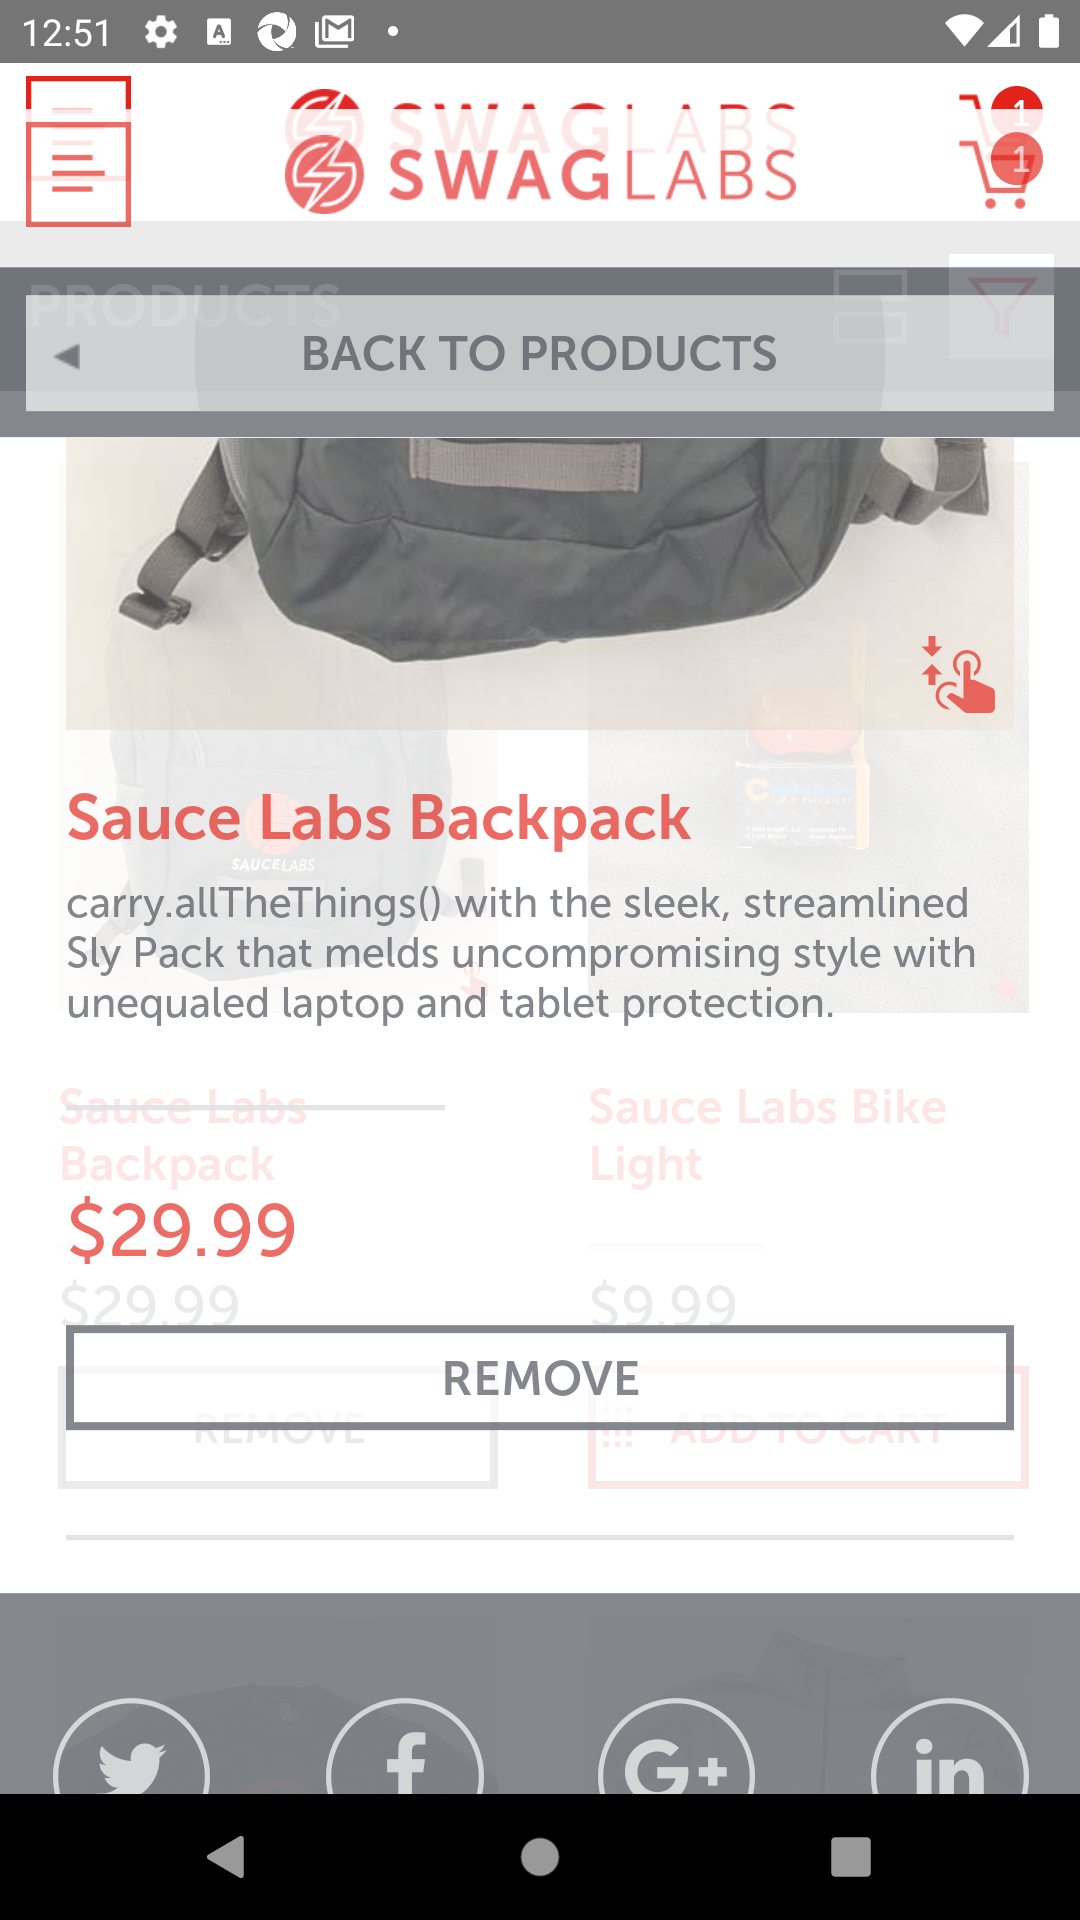 12:51
SWAGLABS
1
SWAGLABS
1
PRODUCTS
BACK TO PRODUCTS
Sauce Labs Backpack
SAUCELABS
carry.allTheThings() with the sleek, streamlined
Sly Pack that melds uncompromising style with
unequaled laptop and tablet protection.
Sauce Labs
Backpack
Sauce Labs Bike
Light
$29.99
$29.99
$9.99
REMOVE
REMOVE
ADD TO CART